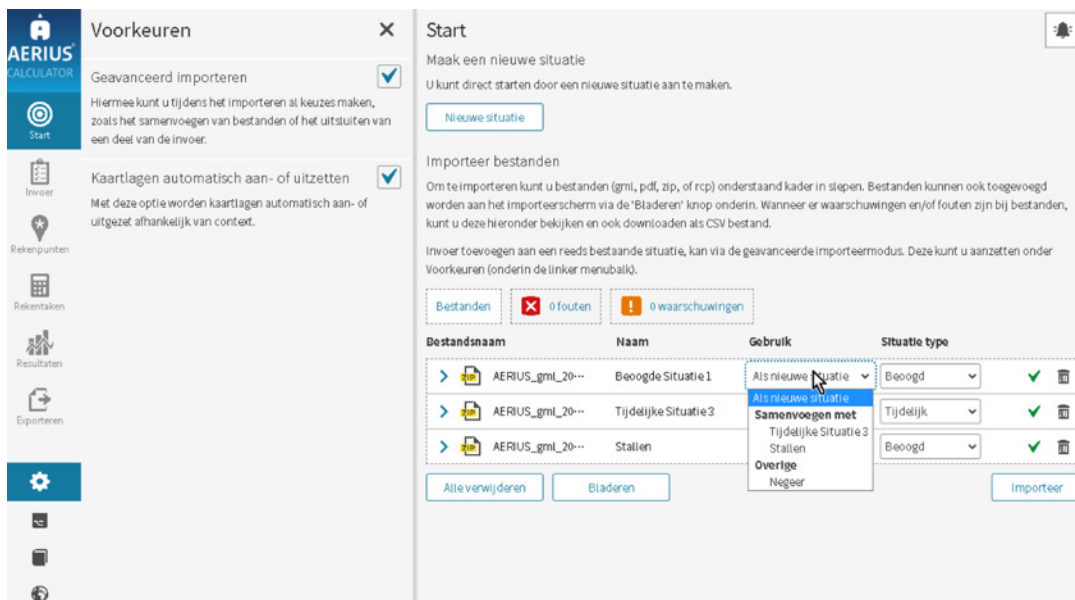 AERIUS
CALCULATOR
Start
Invoer
Rekenpunten
Rekentaken
Resultaten
Exporteren
Voorkeuren
Geavanceerd importeren
Hiermee kunt u tijdens het importeren al keuzes maken,
zoals het samenvoegen van bestanden of het uitsluiten van
een deel van de invoer.
Kaartlagen automatisch aan- of uitzetten
Met deze optie worden kaartlagen automatisch aan- of
uitgezet afhankelijk van context.
Start
Maak een nieuwe situatie
U kunt direct starten door een nieuwe situatie aan te maken.
Nieuwe situatie
Importeer bestanden
Om te importeren kunt u bestanden (gml, pdf, zip, of rcp) onderstaand kader in slepen. Bestanden kunnen ook toegevoegd
worden aan het importeerscherm via de 'Bladeren' knop onderin. Wanneer er waarschuwingen en/of fouten zijn bij bestanden,
kunt u deze hieronder bekijken en ook downloaden als CSV bestand.
Invoer toevoegen aan een reeds bestaande situatie, kan via de geavanceerde importeermodus. Deze kunt u aanzetten onder
Voorkeuren (onderin de linker menubalk).
Bestanden 0 fouten 0 waarschuwingen
Bestandsnaam Naam Gebruik Situatie type
ZIP AERIUS_gml_20... Beoogde Situatie 1 Als nieuwe situatie Beoogd
ZIP AERIUS_gml_20... Tijdelijke Situatie 3 Tijdelijk
ZIP AERIUS_gml_20... Stallen Beoogd
Als nieuwe situatie
Samenvoegen met
Tijdelijke Situatie 3
Stallen
Overige
Negeer
Alle verwijderen Bladeren Importeer